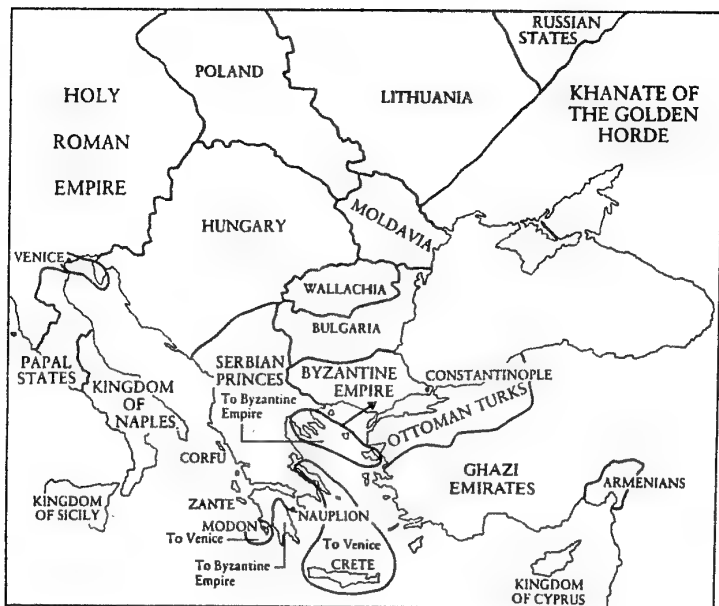 RUSSIAN
STATES
POLAND
HOLY
ROMAN
EMPIRE
LITHUANIA
KHANATE OF
THE GOLDEN
HORDE
HUNGARY
MOLDAVIA
VENICE
WALLACHIA
BULGARIA
PAPAL
STATES
KINGDOM
OF
NAPLES
SERBIAN
PRINCES
To Byzantine
Empire
BYZANTINE
EMPIRE
CONSTANTINOPLE
OTTOMAN TURKS
CORFU
GHAZI
EMIRATES
ARMENIANS
KINGDOM
OF SICILY
ZANTE
NAUPLION
MODON
To Venice
To Byzantine
Empire
To Venice
CRETE
KINGDOM
OF CYPRUS